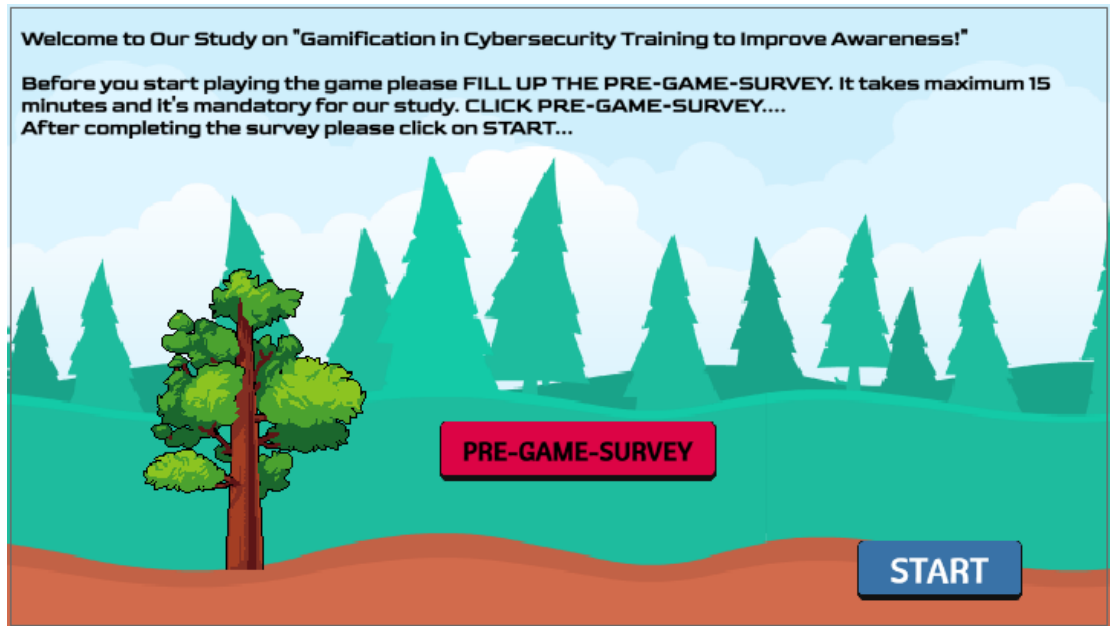 Welcome to Our Study on "Gamification in Cybersecurity Training to Improve Awareness!"
Before you start playing the game please FILL UP THE PRE-GAME-SURVEY. It takes maximum 15
minutes and it's mandatory for our study. CLICK PRE-GAME-SURVEY....
After completing the survey please click on START...
PRE-GAME-SURVEY
START